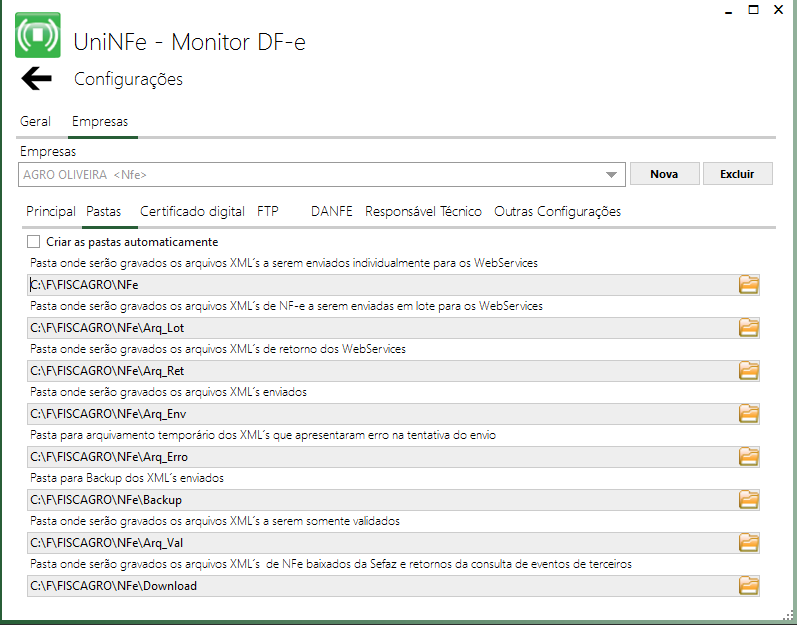 UniNFe - Monitor DF-e
Configurações
Geral Empresas
Empresas
AGRO OLIVEIRA <Nfe>
Nova
Excluir
Principal Pastas Certificado digital FTP DANFE Responsável Técnico Outras Configurações
Criar as pastas automaticamente
Pasta onde serão gravados os arquivos XML´s a serem enviados individualmente para os WebServices
C:\F\FISCAGRO\NFe
Pasta onde serão gravados os arquivos XML´s de NF-e a serem enviadas em lote para os WebServices
C:\F\FISCAGRO\NFe\Arq_Lot
Pasta onde serão gravados os arquivos XML´s de retorno dos WebServices
C:\F\FISCAGRO\NFe\Arq_Ret
Pasta onde serão gravados os arquivos XML´s enviados
C:\F\FISCAGRO\NFe\Arq_Env
Pasta para arquivamento temporário dos XML´s que apresentaram erro na tentativa do envio
C:\F\FISCAGRO\NFe\Arq_Erro
Pasta para Backup dos XML´s enviados
C:\F\FISCAGRO\NFe\Backup
Pasta onde serão gravados os arquivos XML´s a serem somente validados
C:\F\FISCAGRO\NFe\Arq_Val
Pasta onde serão gravados os arquivos XML´s de NFe baixados da Sefaz e retornos da consulta de eventos de terceiros
C:\F\FISCAGRO\NFe\Download